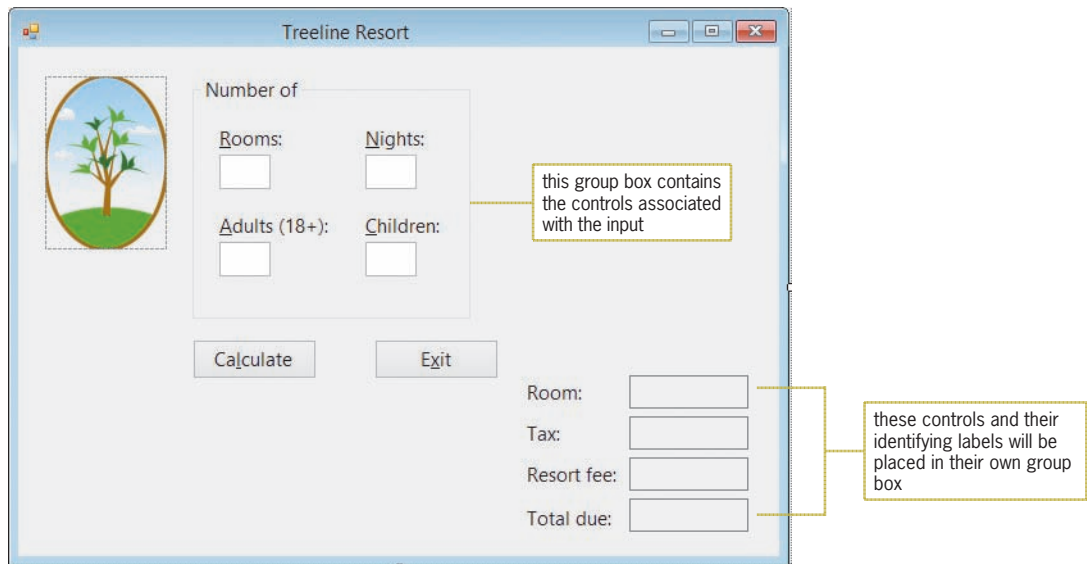 Treeline Resort
Number of
Rooms: Nights:
Adults (18+): Children:
this group box contains
the controls associated
with the input
Calculate Exit
Room:
Tax:
Resort fee:
Total due:
these controls and their
identifying labels will be
placed in their own group
box